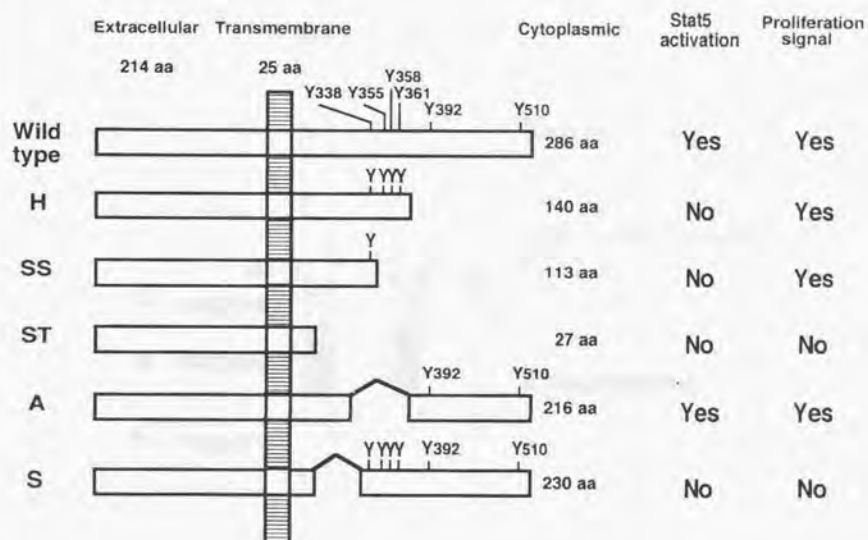 Extracellular Transmembrane Cytoplasmic Stat5 activation Proliferation signal
214 aa 25 aa
Y358
Y338 Y355 Y361 Y392 Y510
Wild type 286 aa Yes Yes
Y YYY
H 140 aa No Yes
Y
SS 113 aa No Yes
ST 27 aa No No
Y392 Y510
A 216 aa Yes Yes
Y YYY Y392 Y510
S 230 aa No No